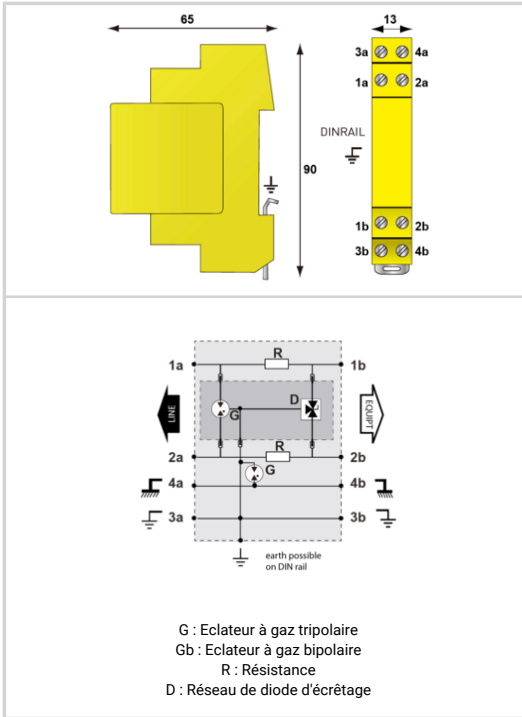 65
13
3a 4a
1a 2a
DINRAIL
90
1b 2b
3b 4b
R
1a 1b
D
LINE
G
EQUIPT
R
2a 2b
G
4a 4b
3a 3b
earth possible
on DIN rail
G : Eclateur à gaz tripolaire
Gb : Eclateur à gaz bipolaire
R : Résistance
D : Réseau de diode d'écrêtage